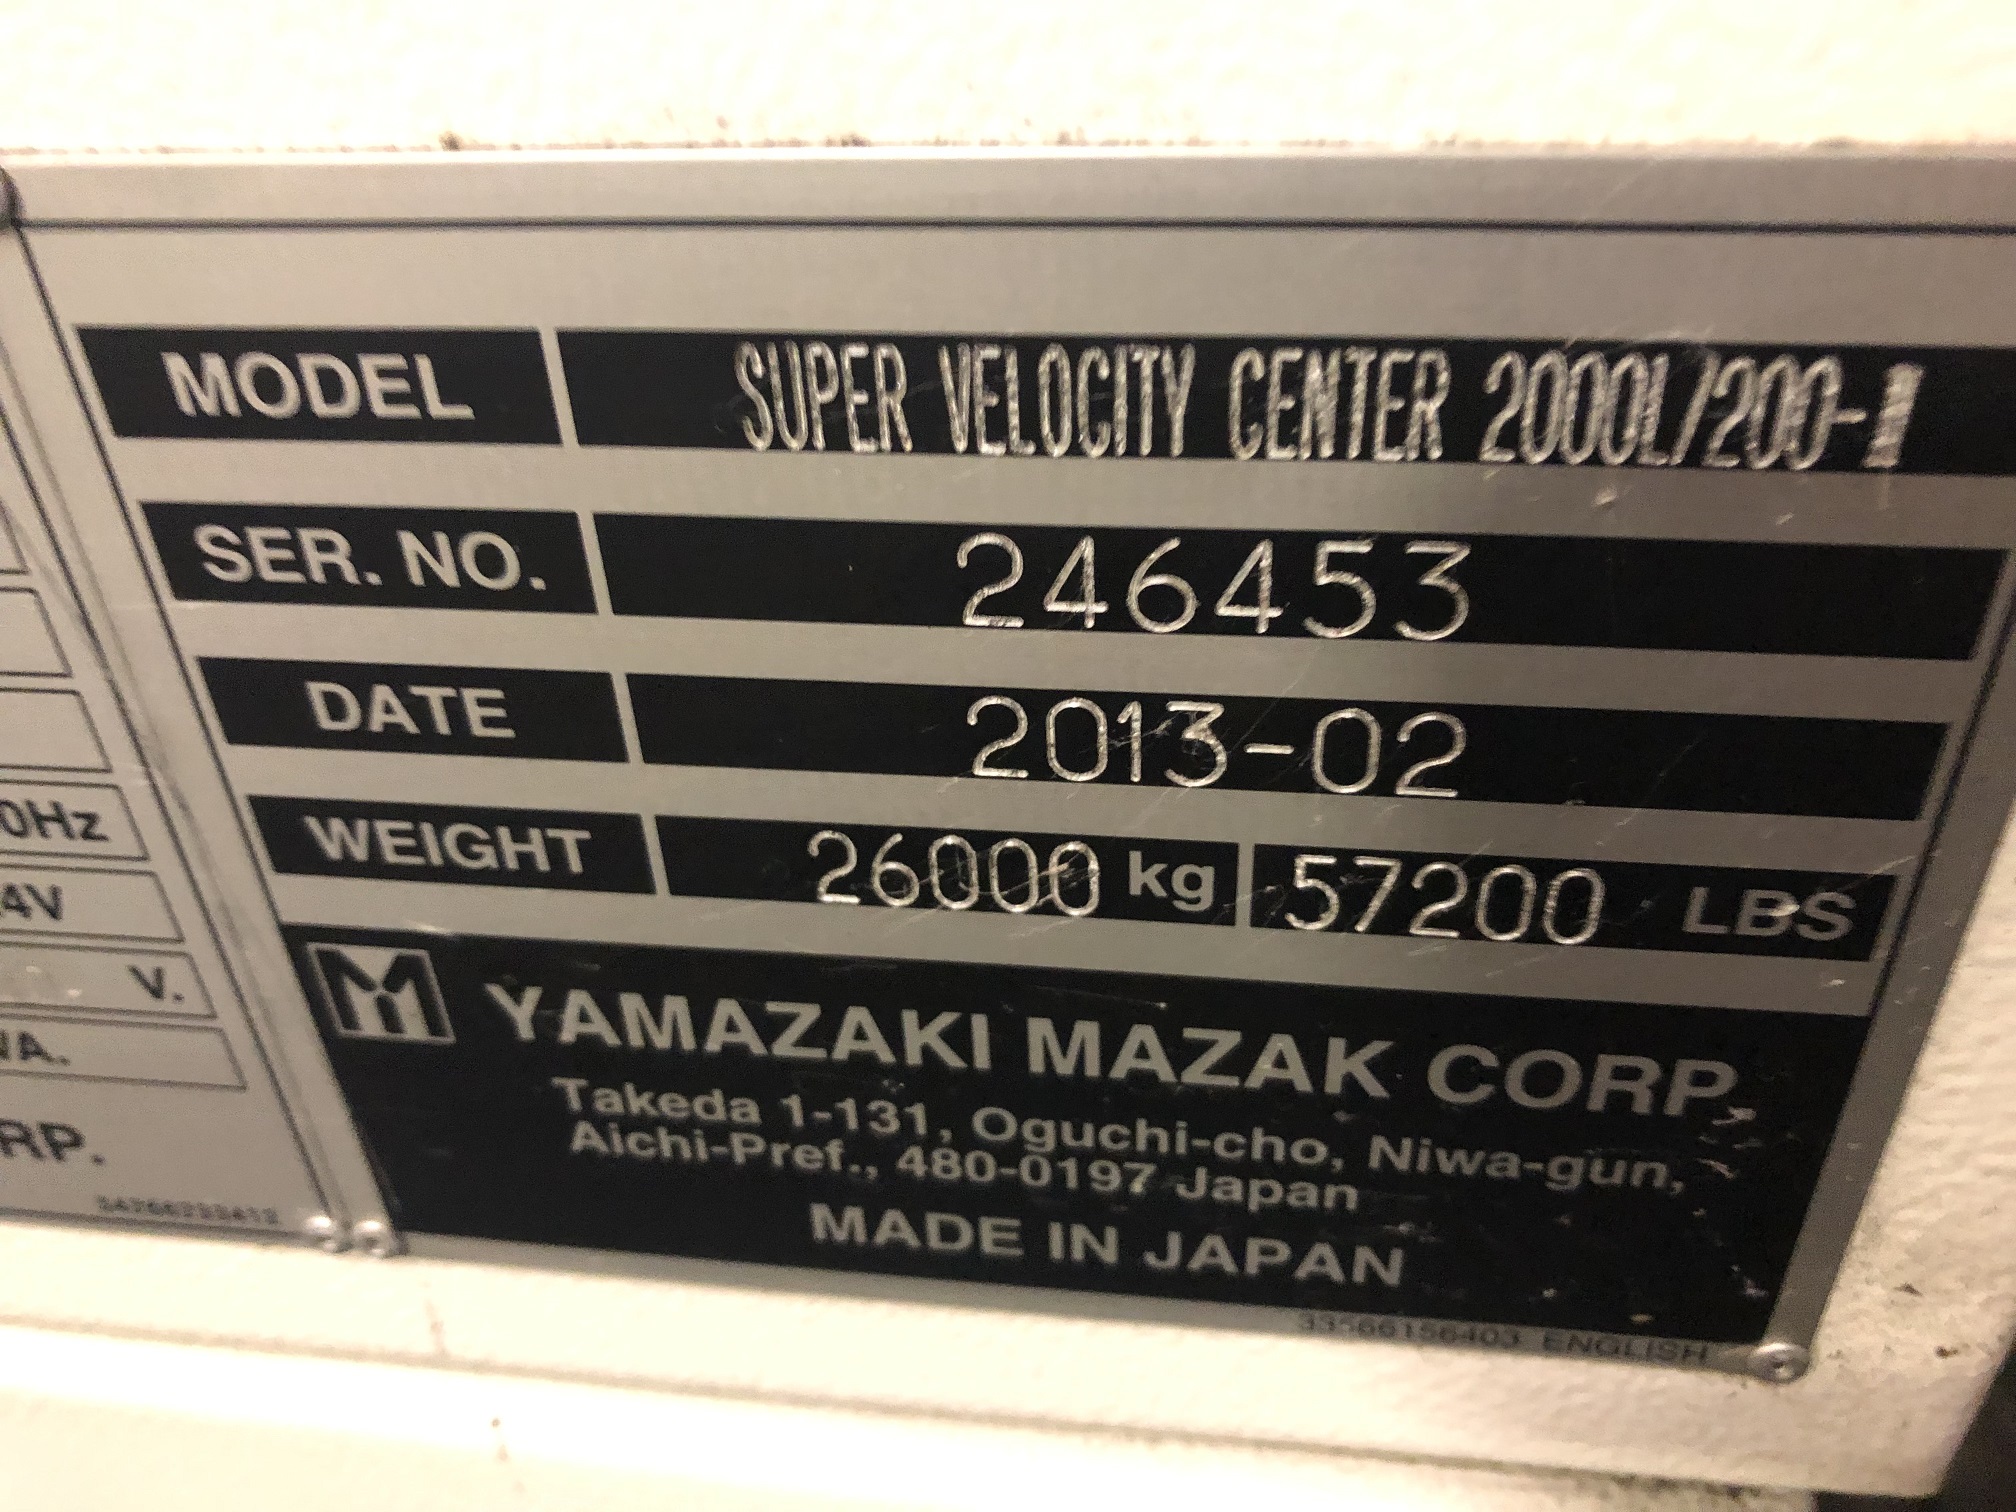 MODEL SUPER VELOCITY CENTER 2000L/200-II
SER. NO. 246453
DATE 2013-02
WEIGHT 26000 kg 57200 LBS
YAMAZAKI MAZAK CORP.
Takeda 1-131, Oguchi-cho, Niwa-gun,
Aichi-Pref., 480-0197 Japan
MADE IN JAPAN
33566156403 ENGLISH
0Hz
4V
V.
RP.